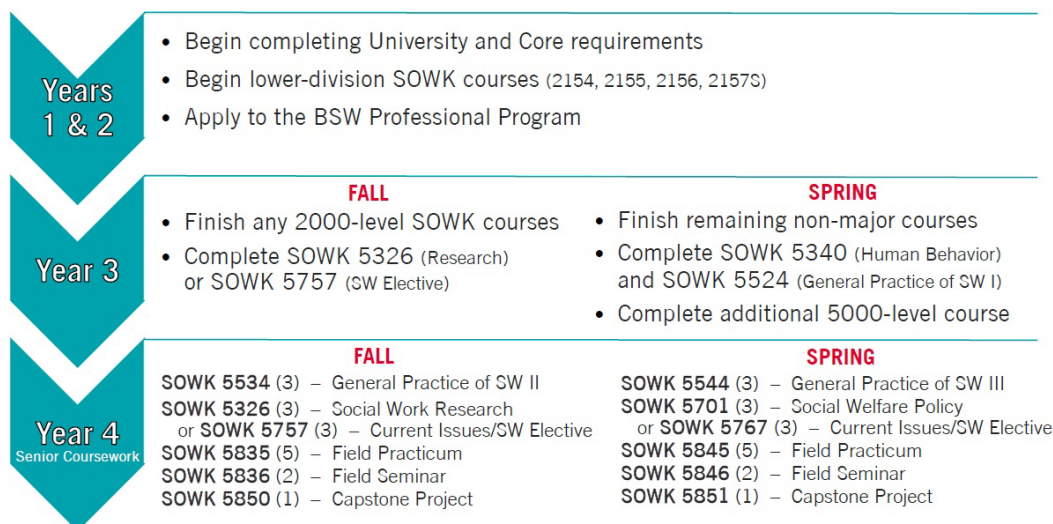 Years
1 & 2
• Begin completing University and Core requirements
• Begin lower-division SOWK courses (2154, 2155, 2156, 2157S)
• Apply to the BSW Professional Program
Year 3
FALL
• Finish any 2000-level SOWK courses
• Complete SOWK 5326 (Research)
or SOWK 5757 (SW Elective)
SPRING
• Finish remaining non-major courses
• Complete SOWK 5340 (Human Behavior)
and SOWK 5524 (General Practice of SW I)
• Complete additional 5000-level course
Year 4
Senior Coursework
FALL
SOWK 5534 (3) – General Practice of SW II
SOWK 5326 (3) – Social Work Research
or SOWK 5757 (3) – Current Issues/SW Elective
SOWK 5835 (5) – Field Practicum
SOWK 5836 (2) – Field Seminar
SOWK 5850 (1) – Capstone Project
SPRING
SOWK 5544 (3) – General Practice of SW III
SOWK 5701 (3) – Social Welfare Policy
or SOWK 5767 (3) – Current Issues/SW Elective
SOWK 5845 (5) – Field Practicum
SOWK 5846 (2) – Field Seminar
SOWK 5851 (1) – Capstone Project